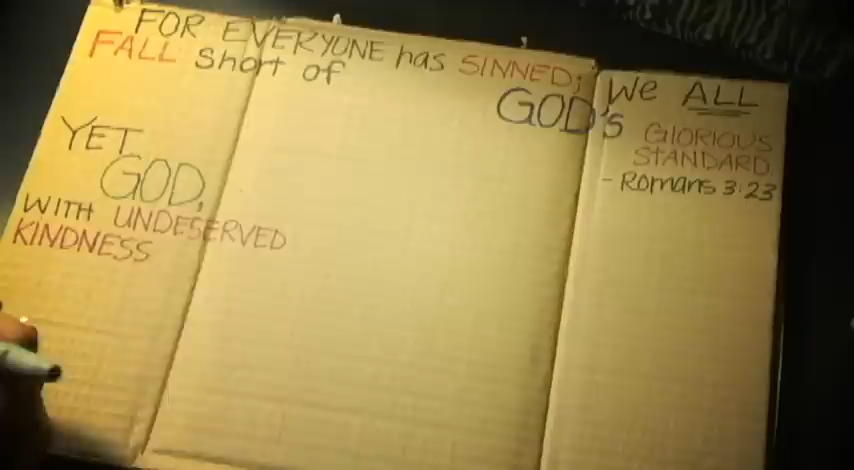 FOR EVERYONE has SINNED; We ALL
FALL Short of GOD's
GlORIOUS
STANDARD.
- Romans 3:23
YET
GOD,
WITH UNDESERVED
KINDNESS